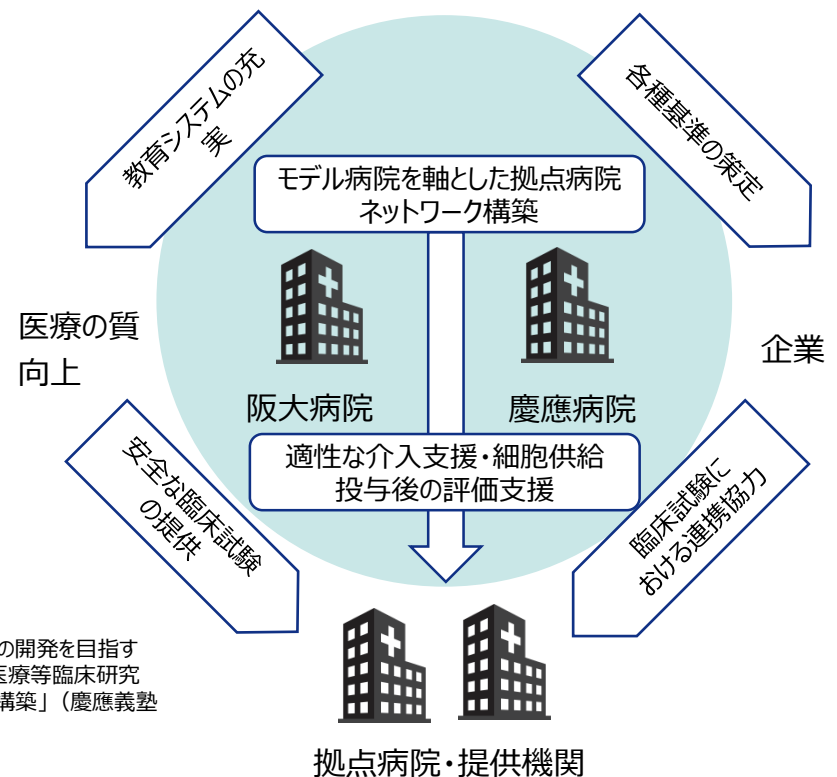 教育システムの充
実
各種基準の策定
モデル病院を軸とした拠点病院
ネットワーク構築
医療の質
向上
企業
阪大病院
慶應病院
適性な介入支援・細胞供給
投与後の評価支援
安全な臨床試験
の提供
臨床試験に
おける連携協力
の開発を目指す
医療等臨床研究
構築」（慶應義塾
拠点病院・提供機関